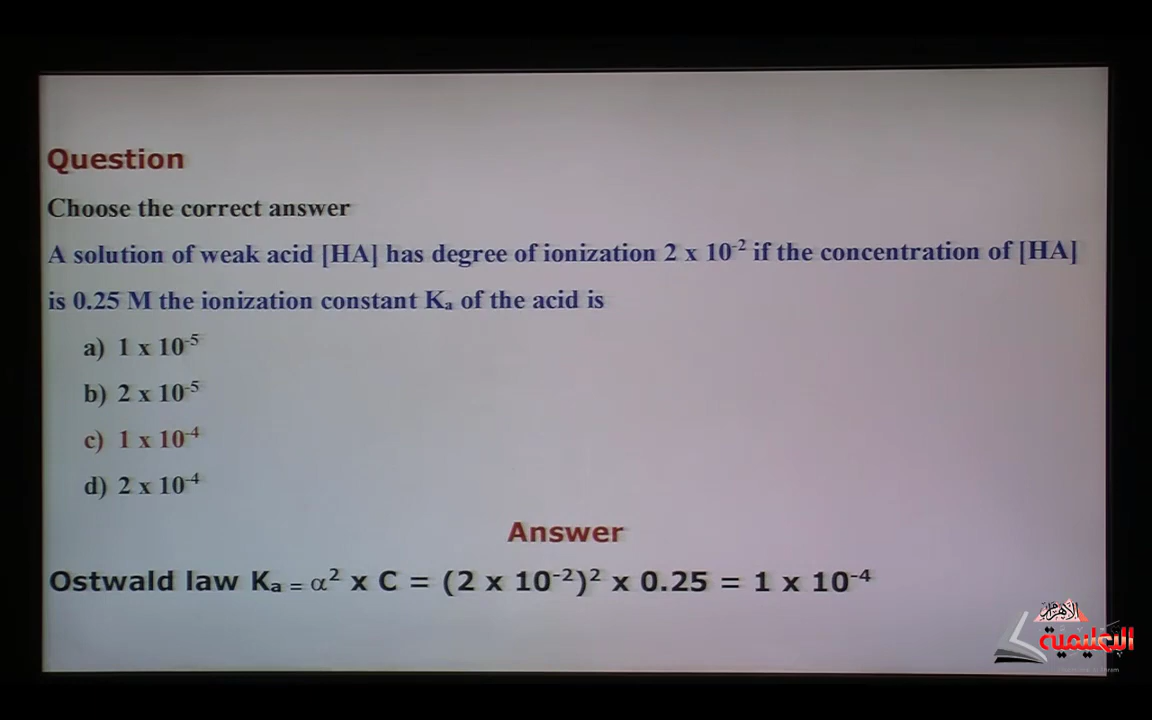 Question
Choose the correct answer
A solution of weak acid [HA] has degree of ionization 2 x 10⁻² if the concentration of [HA]
is 0.25 M the ionization constant Kₐ of the acid is
a) 1 x 10⁻⁵
b) 2 x 10⁻⁵
c) 1 x 10⁻⁴
d) 2 x 10⁻⁴
Answer
Ostwald law Kₐ = α² x C = (2 x 10⁻²)² x 0.25 = 1 x 10⁻⁴
الأهرام
التعليمية